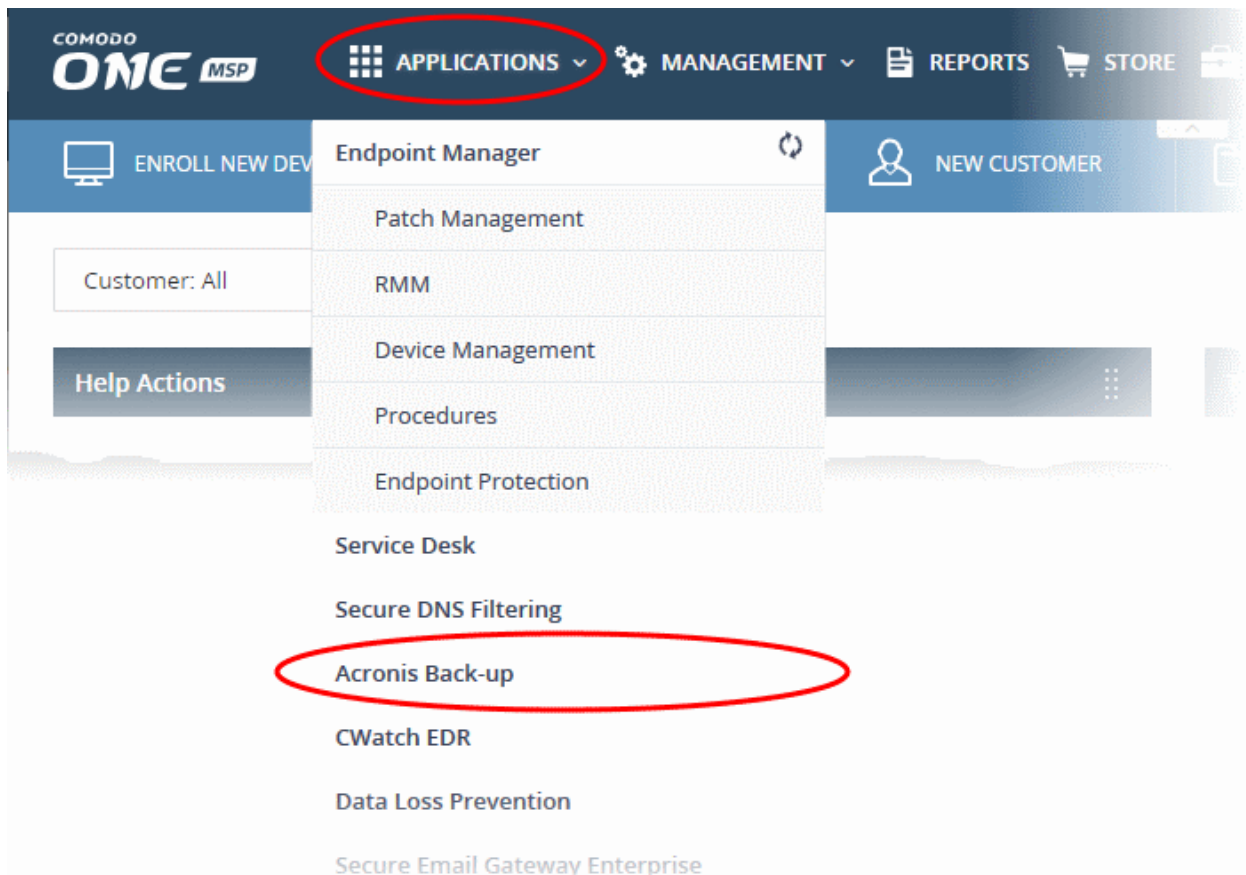 COMODO
ONE MSP
APPLICATIONS
MANAGEMENT
REPORTS
STORE
ENROLL NEW DEV
NEW CUSTOMER
Endpoint Manager
Patch Management
RMM
Device Management
Procedures
Endpoint Protection
Service Desk
Secure DNS Filtering
Acronis Back-up
CWatch EDR
Data Loss Prevention
Secure Email Gateway Enterprise
Customer: All
Help Actions